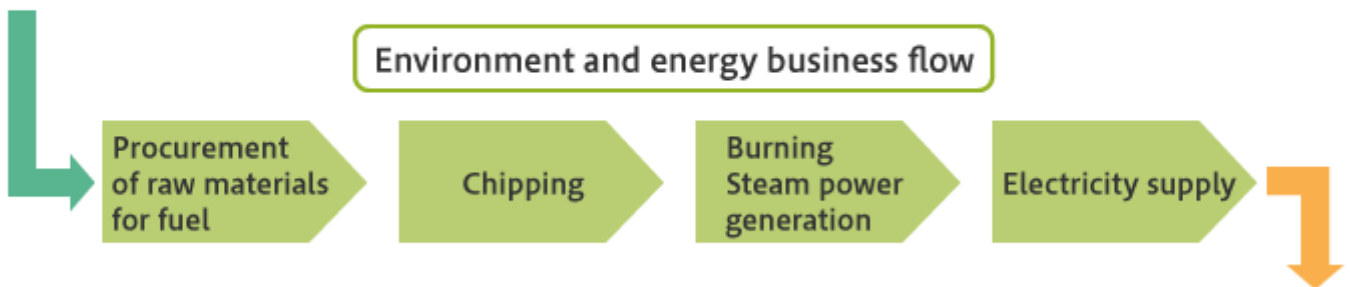 Environment and energy business flow
Procurement
of raw materials
for fuel
Chipping
Burning
Steam power
generation
Electricity supply